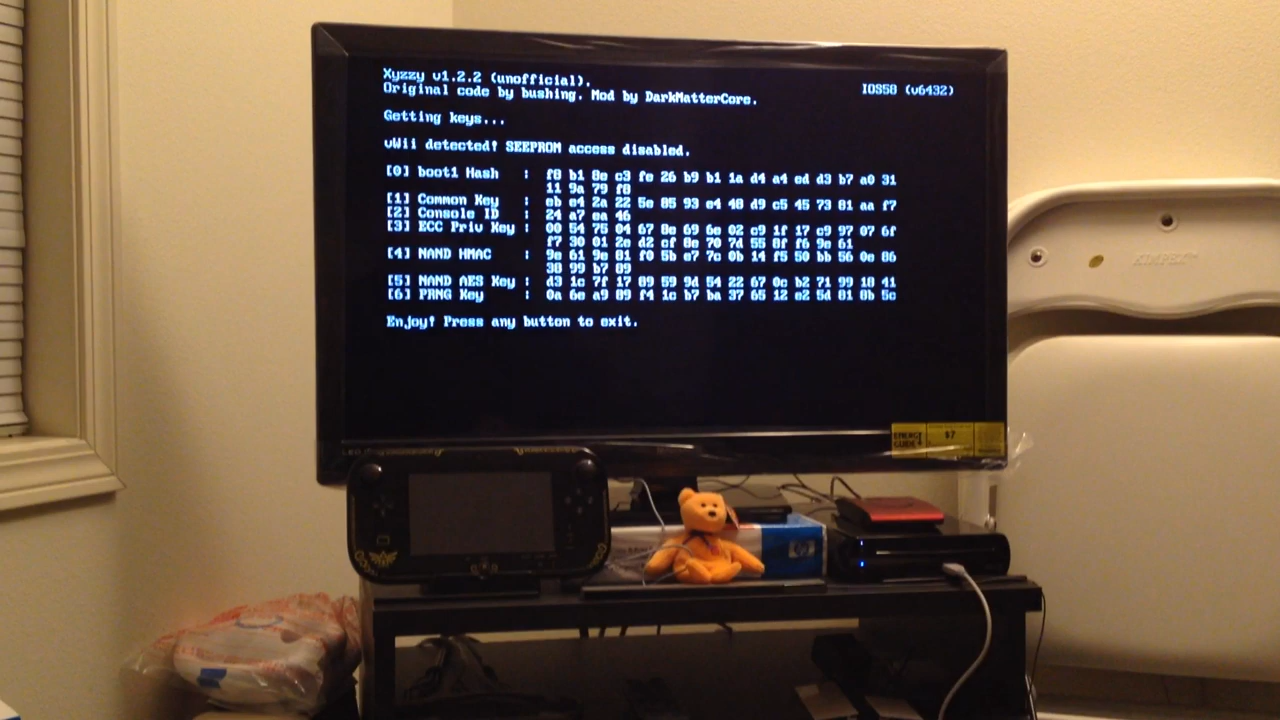 Xyzzy v1.2.2 (unofficial).
IOS58 (v6432)
Original code by bushing. Mod by DarkMatterCore.
Getting keys...
vWii detected! SEEPROM access disabled.
[0] boot1 Hash : f8 b1 8e c3 fe 26 b9 b1 1a d4 a4 ed d3 b7 a0 31
11 9a 79 f8
[1] Common Key : eb e4 2a 22 5e 85 93 e4 48 d9 c5 45 73 81 aa f7
[2] Console ID : 24 a7 ea 46
[3] ECC Priv Key : 00 54 75 04 67 8e 69 6e 02 c9 1f 17 c9 97 07 6f
f7 30 01 2e d2 cf 8e 70 7d 55 8f f6 9e 61
[4] NAND HMAC : 9e 61 9e 81 f0 5b e7 7c 0b 14 f5 50 bb 56 0e 86
38 99 b7 89
[5] NAND AES Key : d3 1c 7f 17 89 59 9d 54 22 67 0c b2 71 99 18 41
[6] PRNG Key : 0a 6e a9 89 f4 1c b7 ba 37 65 12 e2 5d 81 8b 5c
Enjoy! Press any button to exit.
ENERGY GUIDE
$7
hp